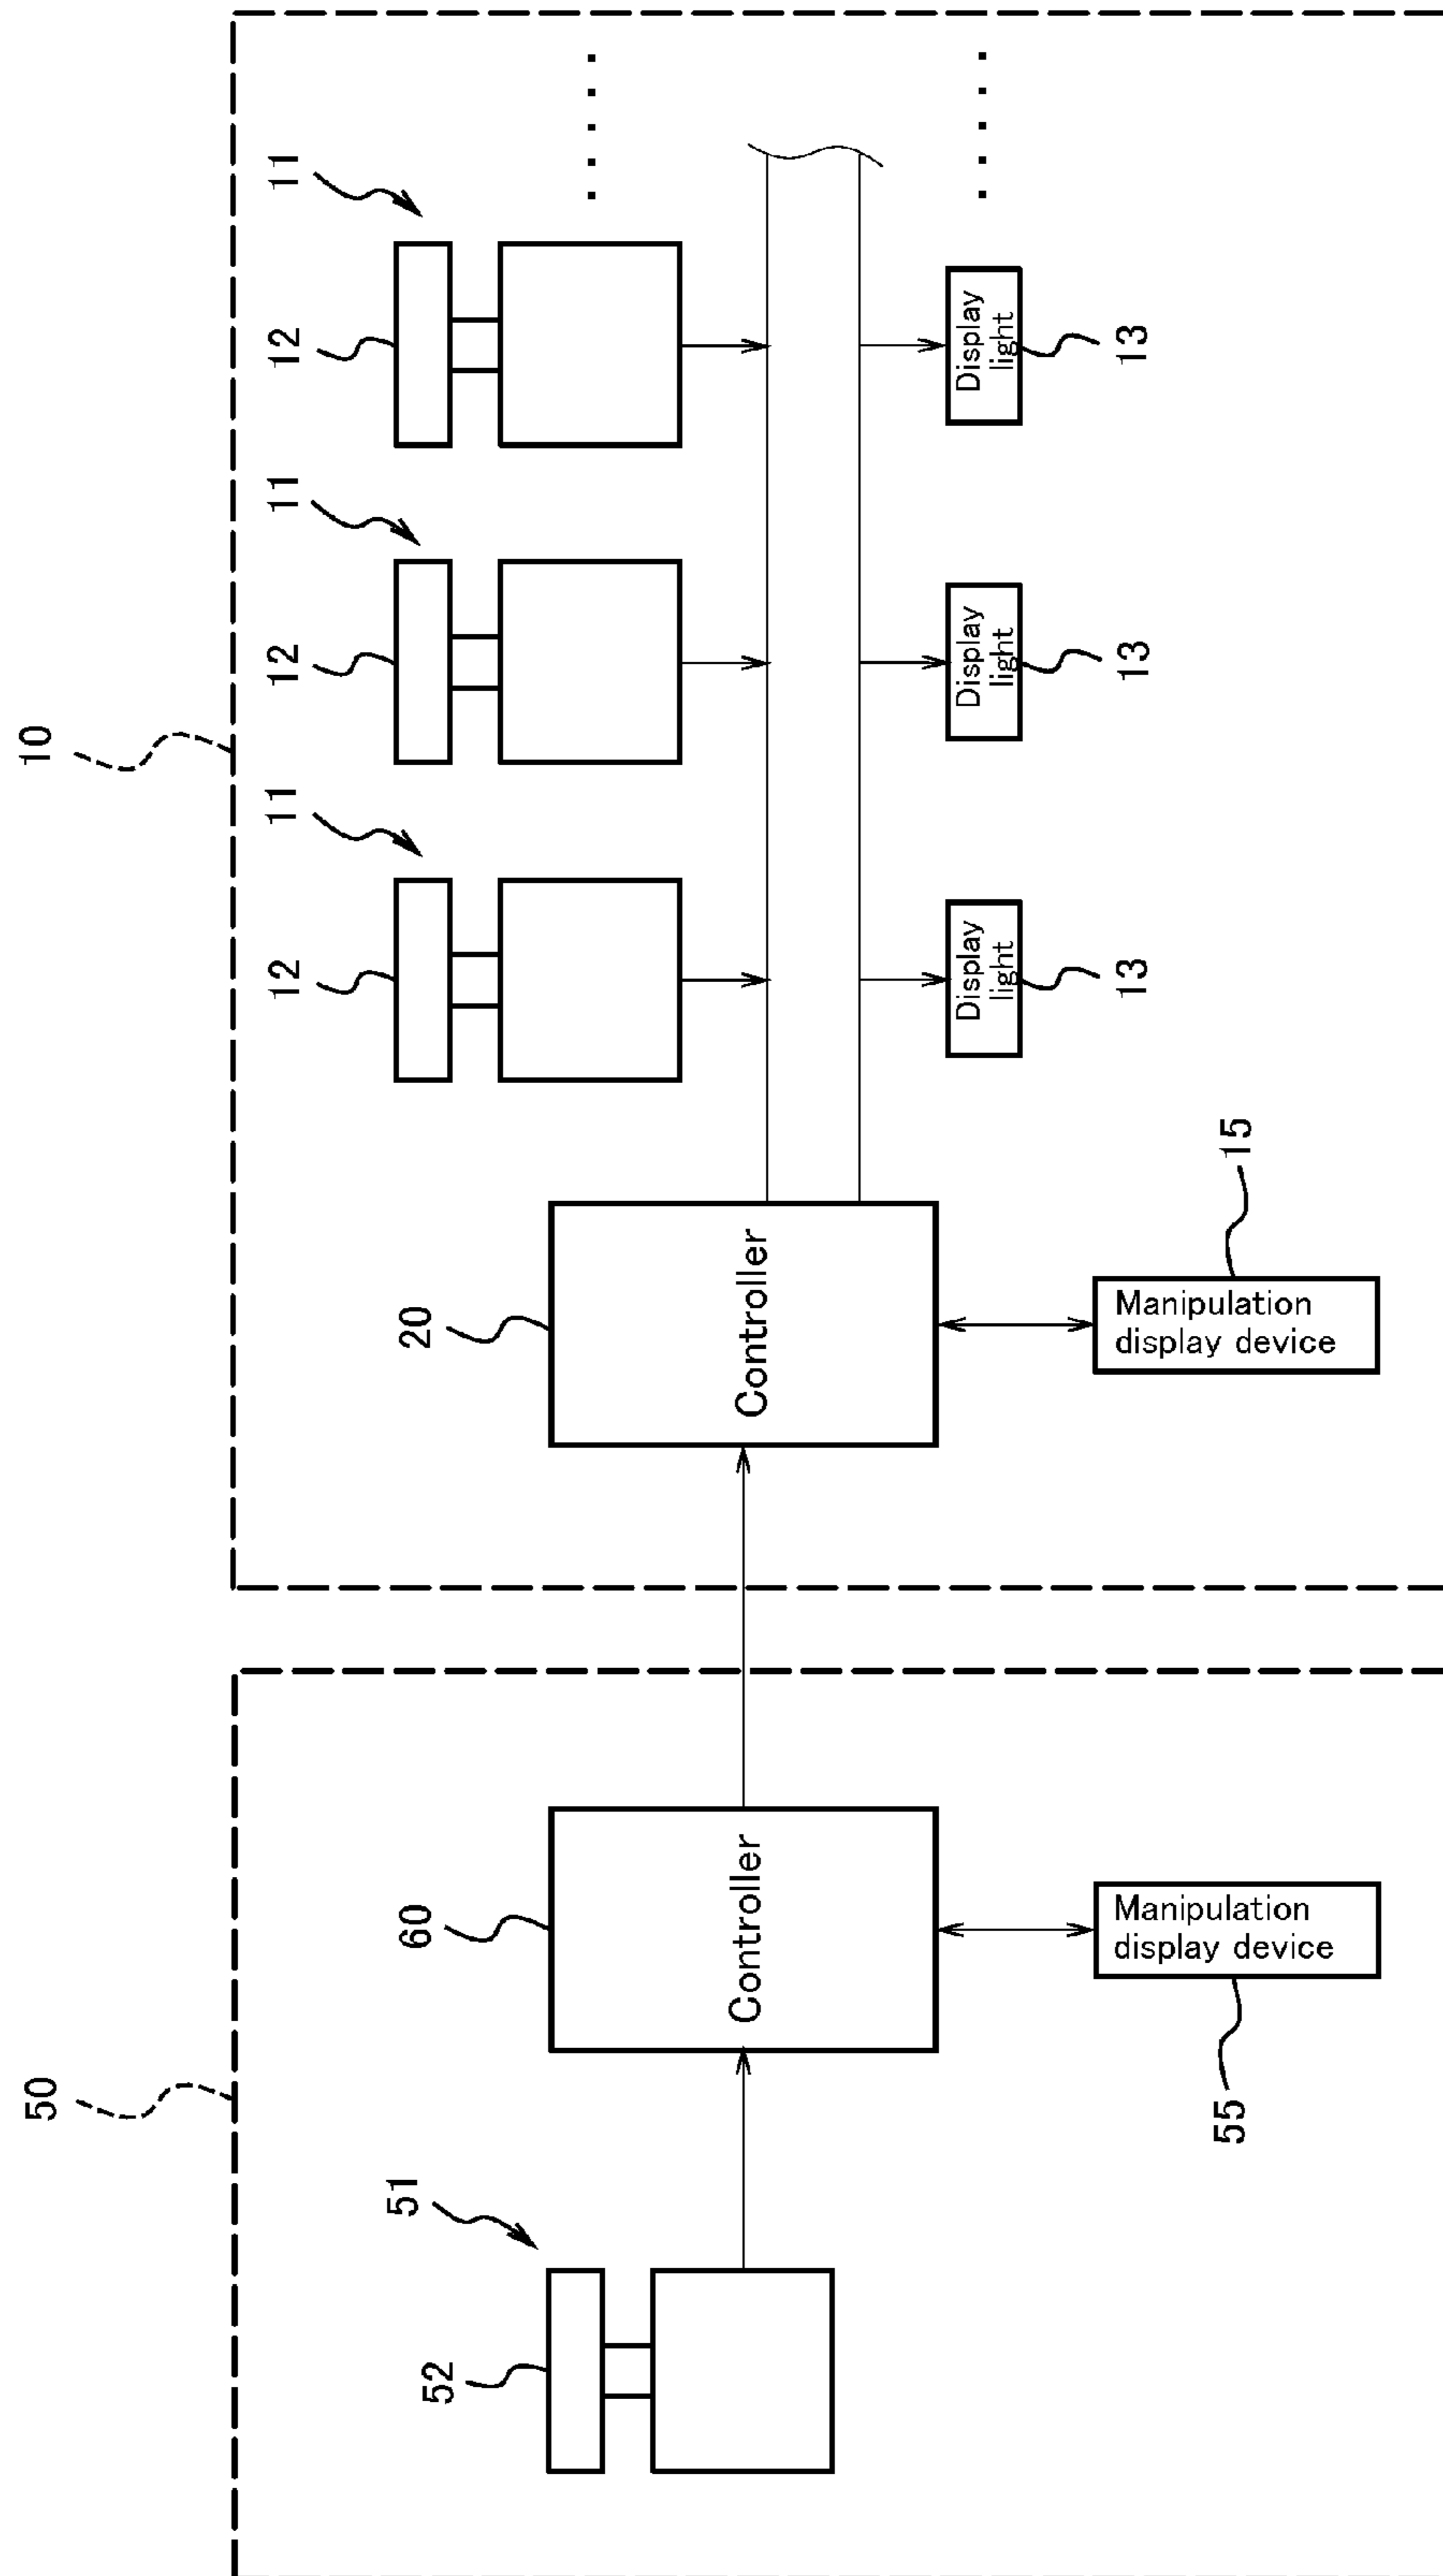 50
10
11
11
11
12
12
12
51
52
60
20
Controller
Controller
Display
light
Display
light
Display
light
13
13
13
Manipulation
display device
Manipulation
display device
55
15